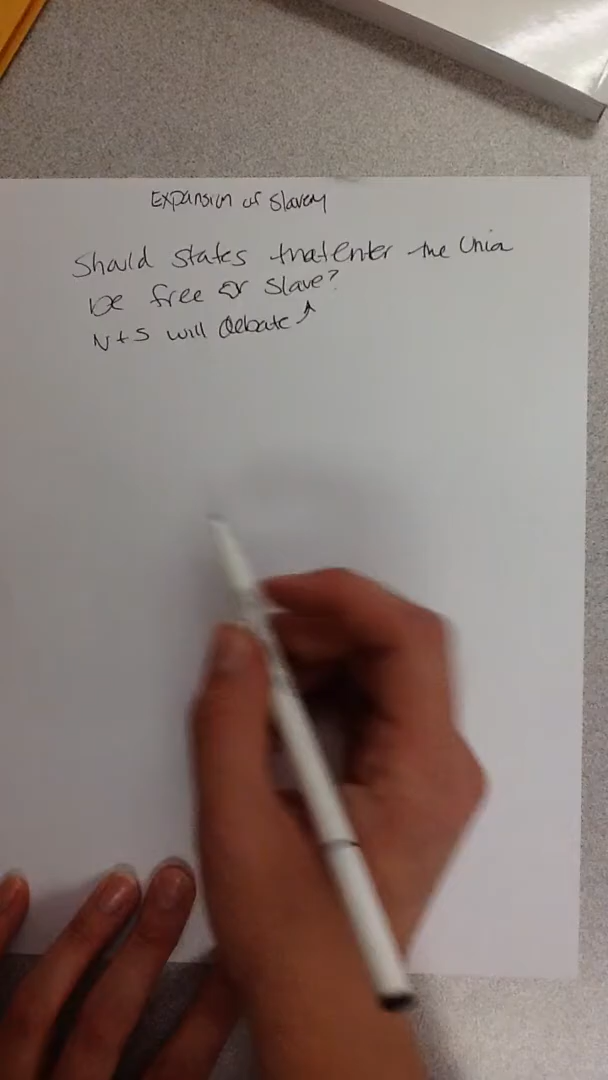 Expansion of Slavery
Should states that enter the Union
be free or slave?
N + S will debate